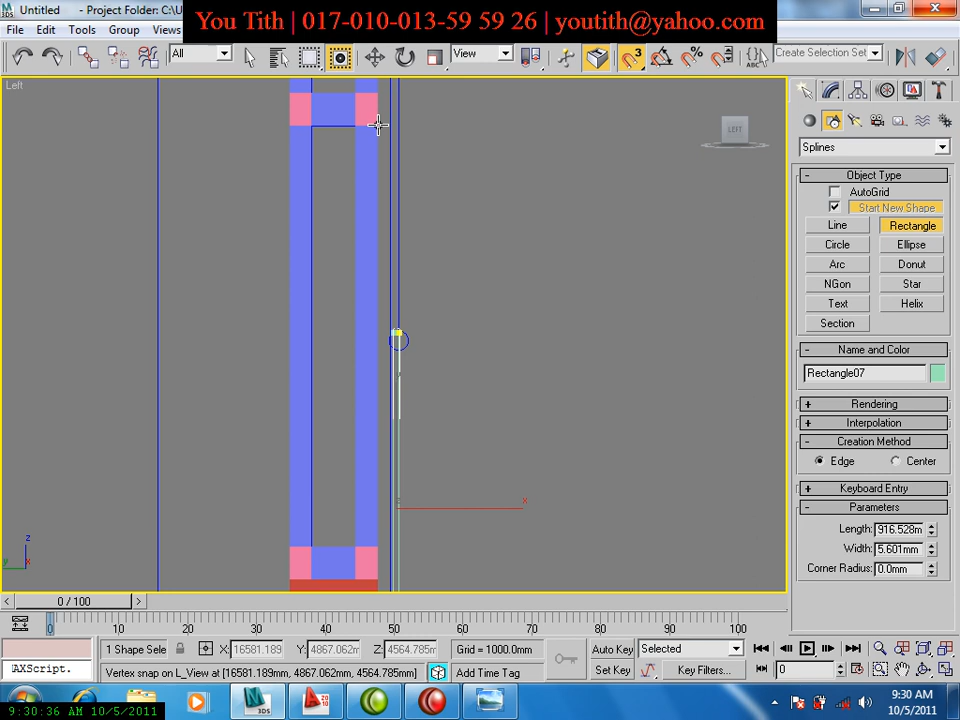 You Tith | 017-010-013-59 59 26 | youtith@yahoo.com
Untitled - Project Folder: C:\U
File Edit Tools Group Views
All
View
Create Selection Set
Left
LEFT
Splines
- Object Type
AutoGrid
Start New Shape
Line Rectangle
Circle Ellipse
Arc Donut
NGon Star
Text Helix
Section
- Name and Color
Rectangle07
+ Rendering
+ Interpolation
- Creation Method
Edge Center
+ Keyboard Entry
- Parameters
Length: 916.528m
Width: 5.601mm
Corner Radius: 0.0mm
x
z
y x
< 0 / 100 >
0 10 20 30 40 50 60 70 80 90 100
1 Shape Sele X: 16581.189 Y: 4867.062m Z: 4564.785m Grid = 1000.0mm Auto Key Selected
AXScript. Vertex snap on L_View at [16581.189mm, 4867.062mm, 4564.785mm] Add Time Tag Set Key Key Filters... 0
9:30:36 AM 10/5/2011
9:30 AM
10/5/2011